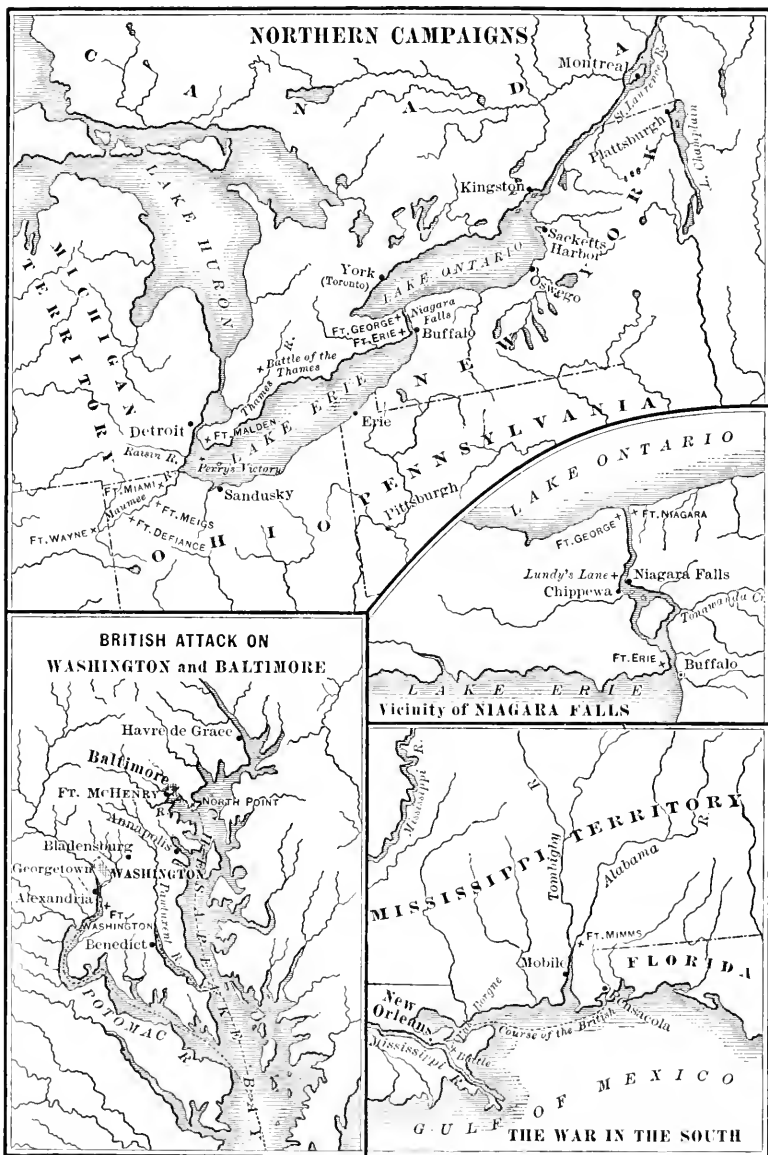 NORTHERN CAMPAIGNS
CANADA
Montreal
St. Lawrence R.
Plattsburgh
L. Champlain
Kingston
LAKE HURON
MICHIGAN
TERRITORY
Sacketts
Harbor
York
(Toronto)
LAKE ONTARIO
Oswego
NEW YORK
FT. GEORGE
Niagara
Falls
FT. ERIE
Buffalo
Battle of the
Thames
Thames R.
LAKE ERIE
Erie
Detroit
FT. MALDEN
Raisin R.
Perry's Victory
PENNSYLVANIA
FT. MIAMI
Maumee R.
Sandusky
FT. MEIGS
Pittsburgh
FT. WAYNE
FT. DEFIANCE
OHIO
LAKE ONTARIO
FT. NIAGARA
FT. GEORGE
Lundy's Lane
Niagara Falls
Chippewa
Tonawanda Cr.
FT. ERIE
Buffalo
LAKE ERIE
Vicinity of NIAGARA FALLS
BRITISH ATTACK ON
WASHINGTON and BALTIMORE
Havre de Grace
Baltimore
FT. McHENRY
NORTH POINT
R.
Annapolis
Bladensburg
Georgetown
WASHINGTON
Alexandria
FT.
WASHINGTON
Patuxent R.
Benedict
CHESAPEAKE BAY
POTOMAC R.
Mississippi R.
MISSISSIPPI TERRITORY
Tombigby R.
Alabama R.
FT. MIMMS
Mobile
FLORIDA
New
Orleans
Lake Borgne
Pensacola
Course of the British
Battle
Mississippi R.
GULF OF MEXICO
THE WAR IN THE SOUTH